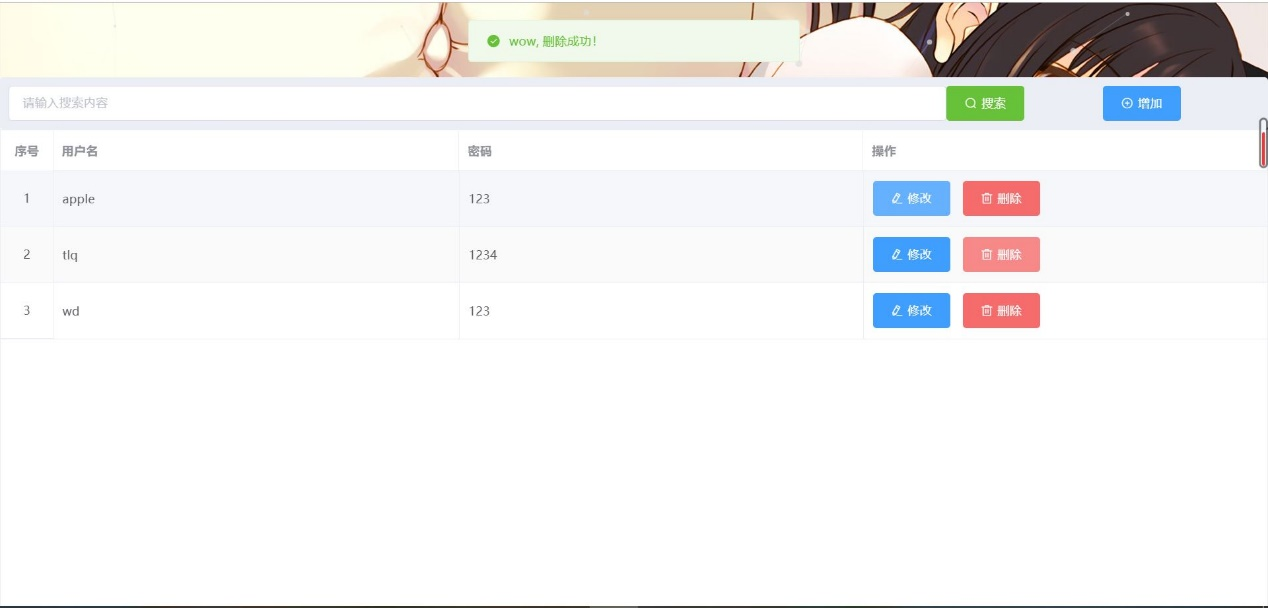 wow, 删除成功!
请输入搜索内容 搜索 增加
序号 用户名 密码 操作
1 apple 123 修改 删除
2 tlq 1234 修改 删除
3 wd 123 修改 删除